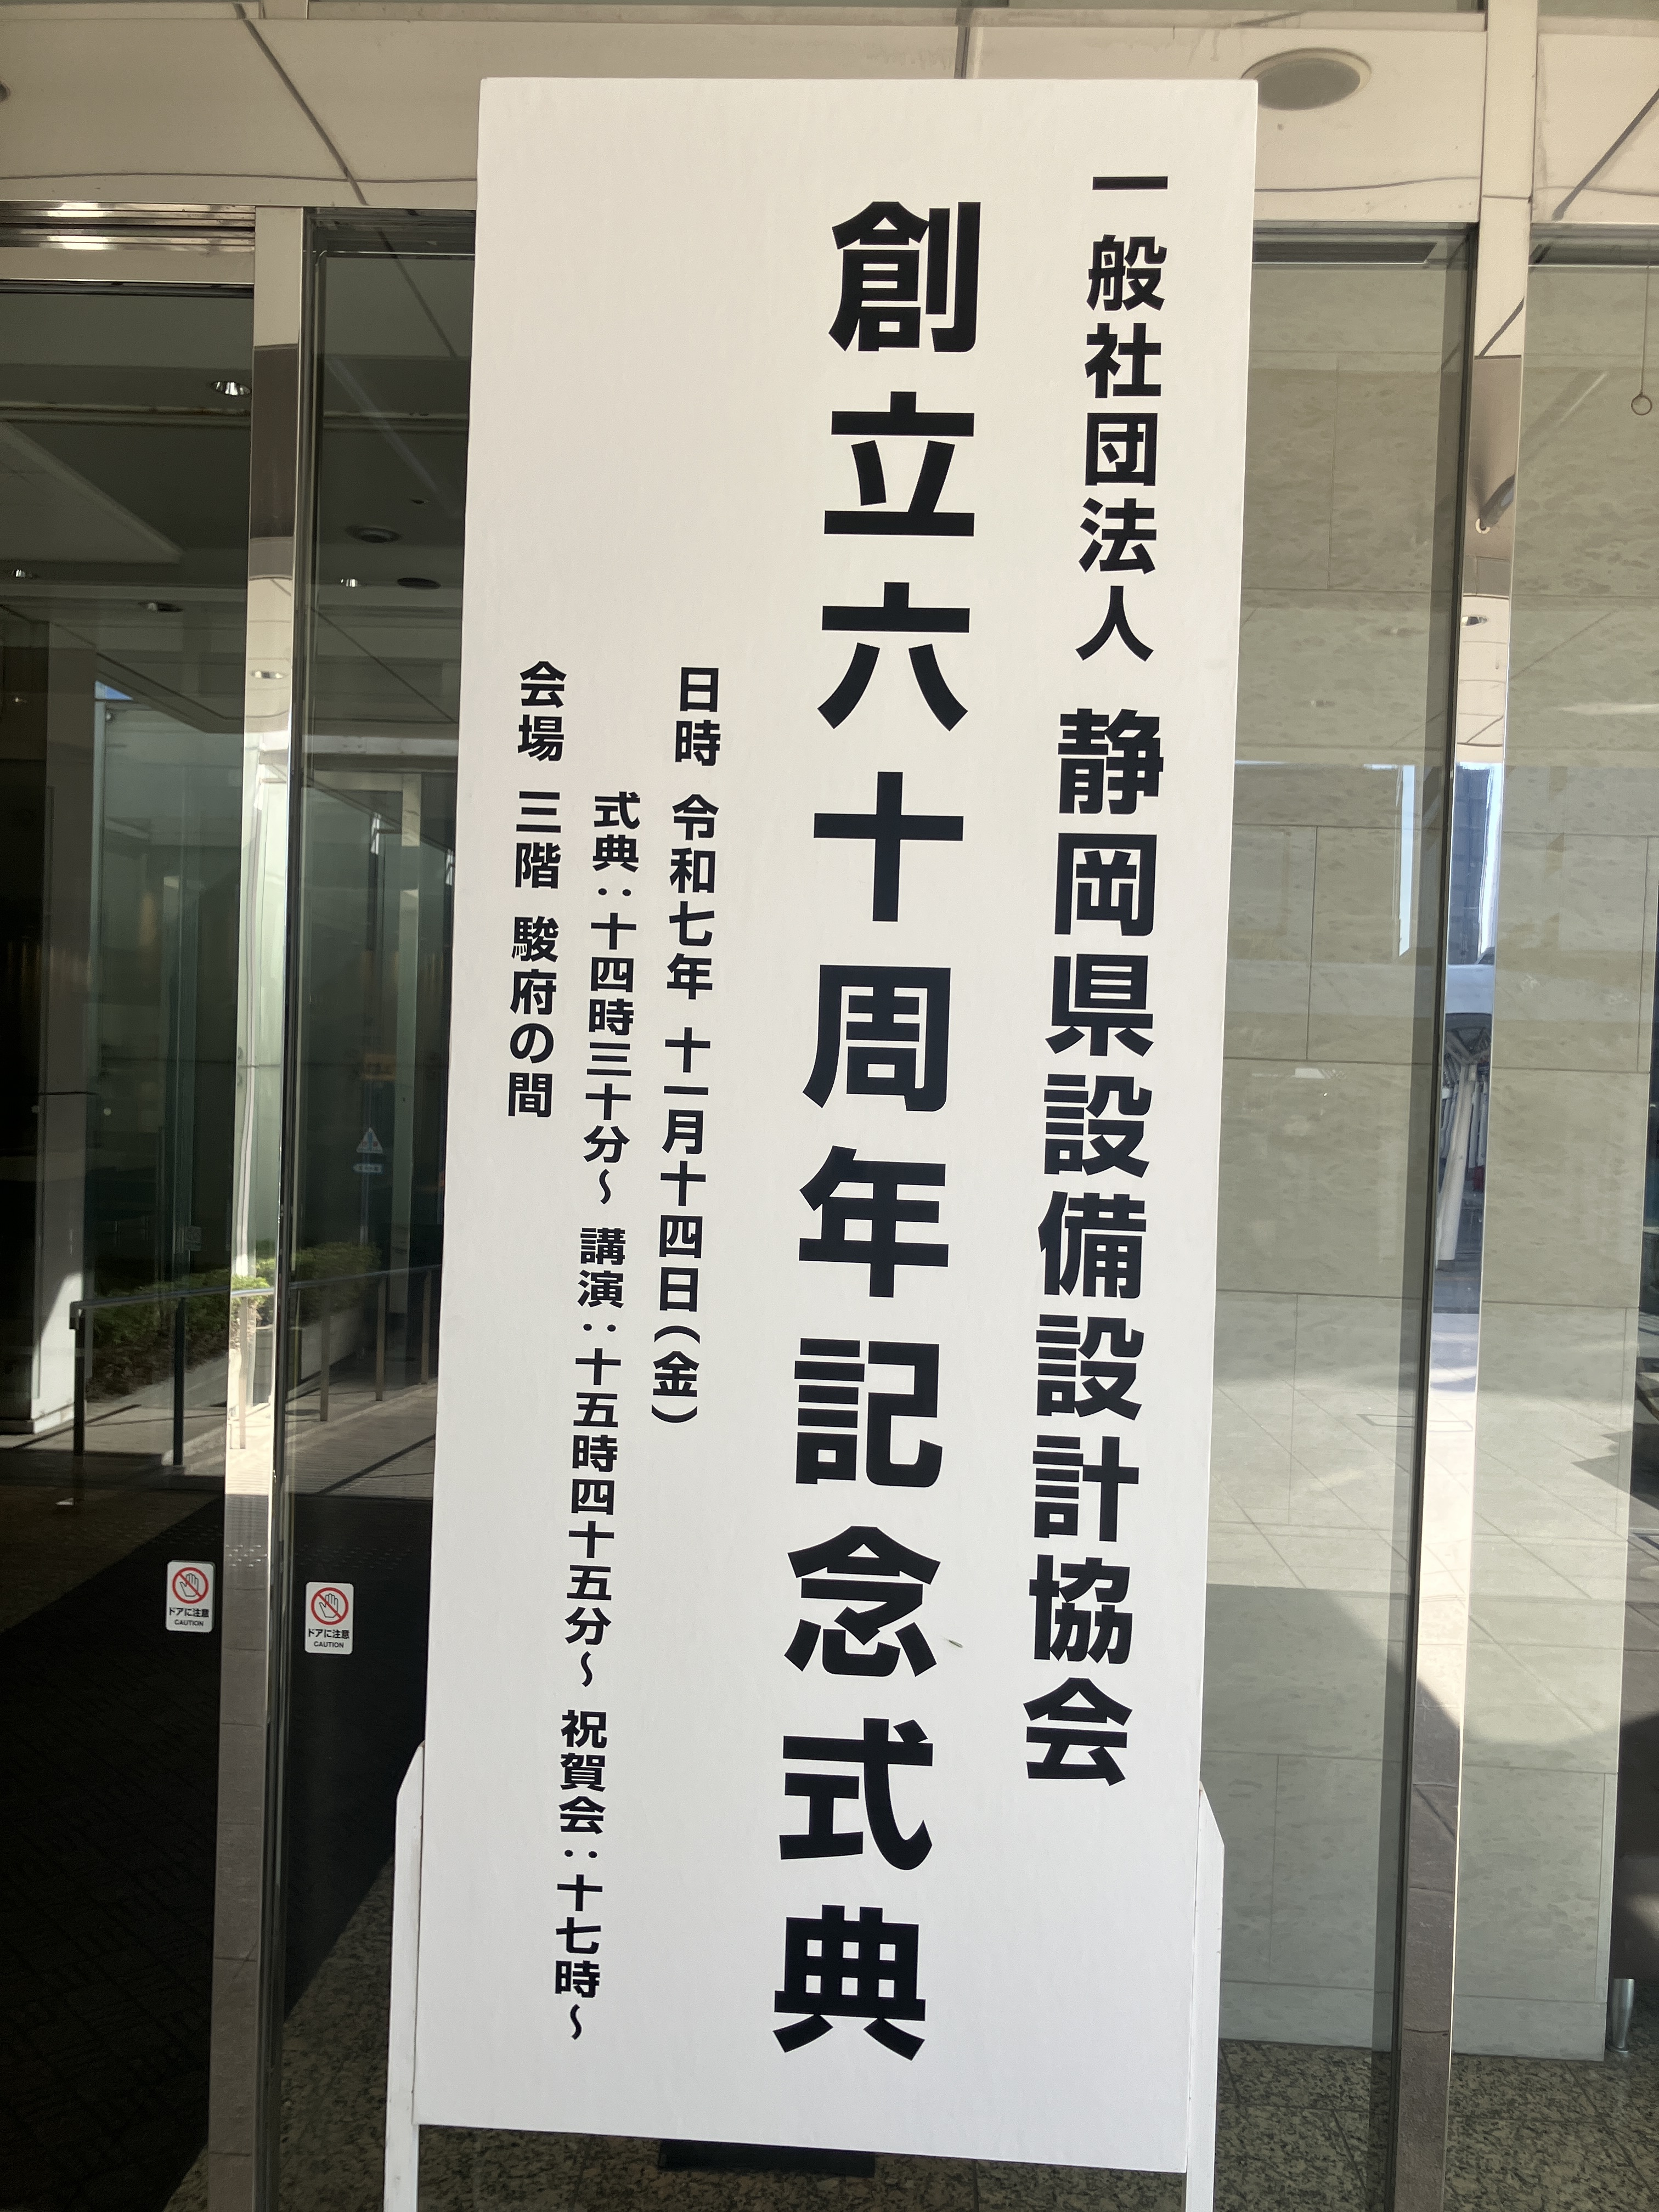 一般社団法人 静岡県設備設計協会
創立六十周年記念式典
日時 令和七年 十一月十四日(金)
式典:十四時三十分~ 講演:十五時四十五分~ 祝賀会:十七時~
会場 三階 駿府の間
ドアに注意
CAUTION
ドアに注意
CAUTION